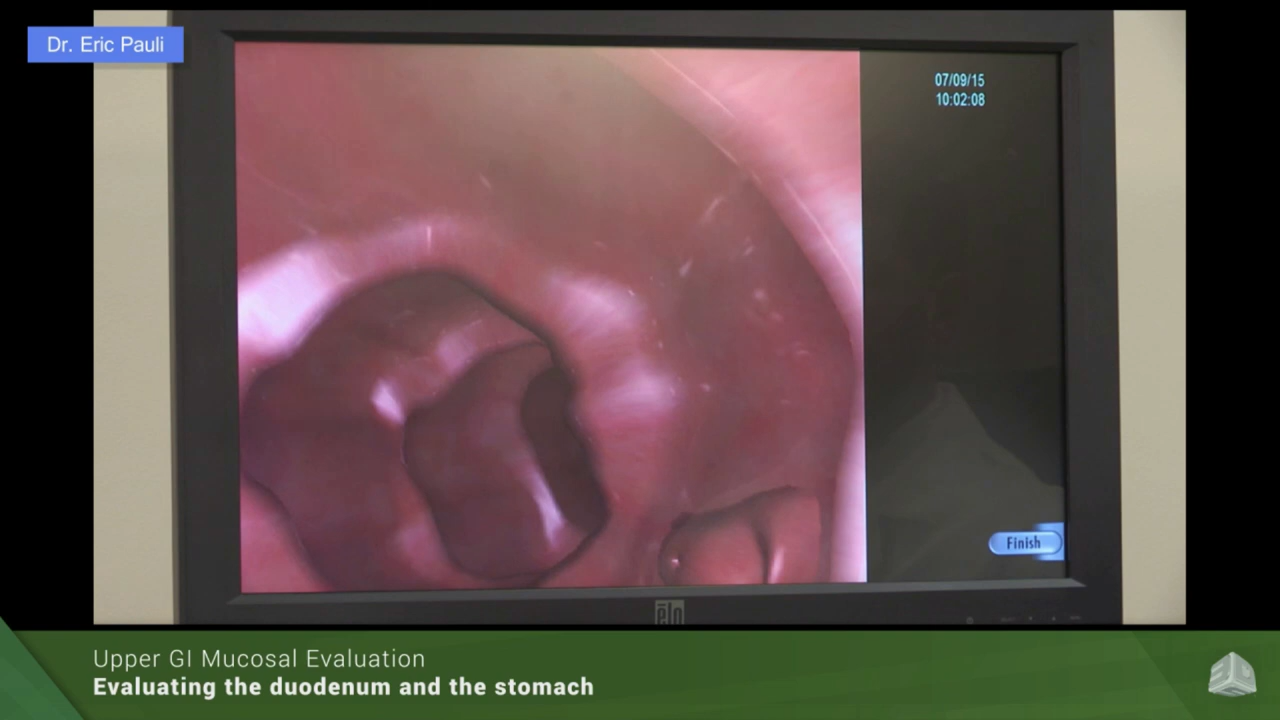 Dr. Eric Pauli
07/09/15
10:02:08
Finish
elo
Upper GI Mucosal Evaluation
Evaluating the duodenum and the stomach